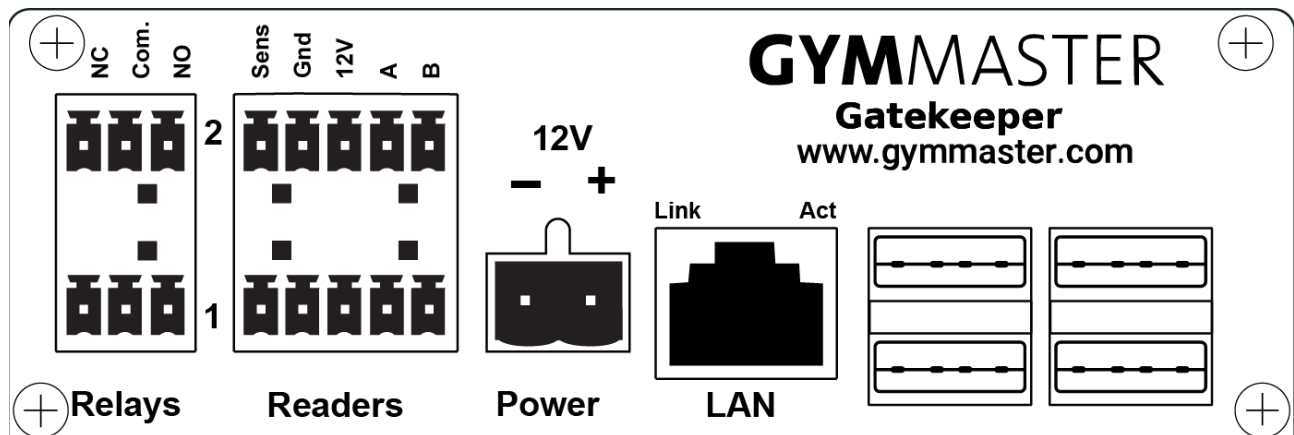 NC Com. NO
Sens Gnd 12V A B
GYMMASTER
Gatekeeper
www.gymmaster.com
2
12V
− +
Link Act
1
Relays Readers Power LAN